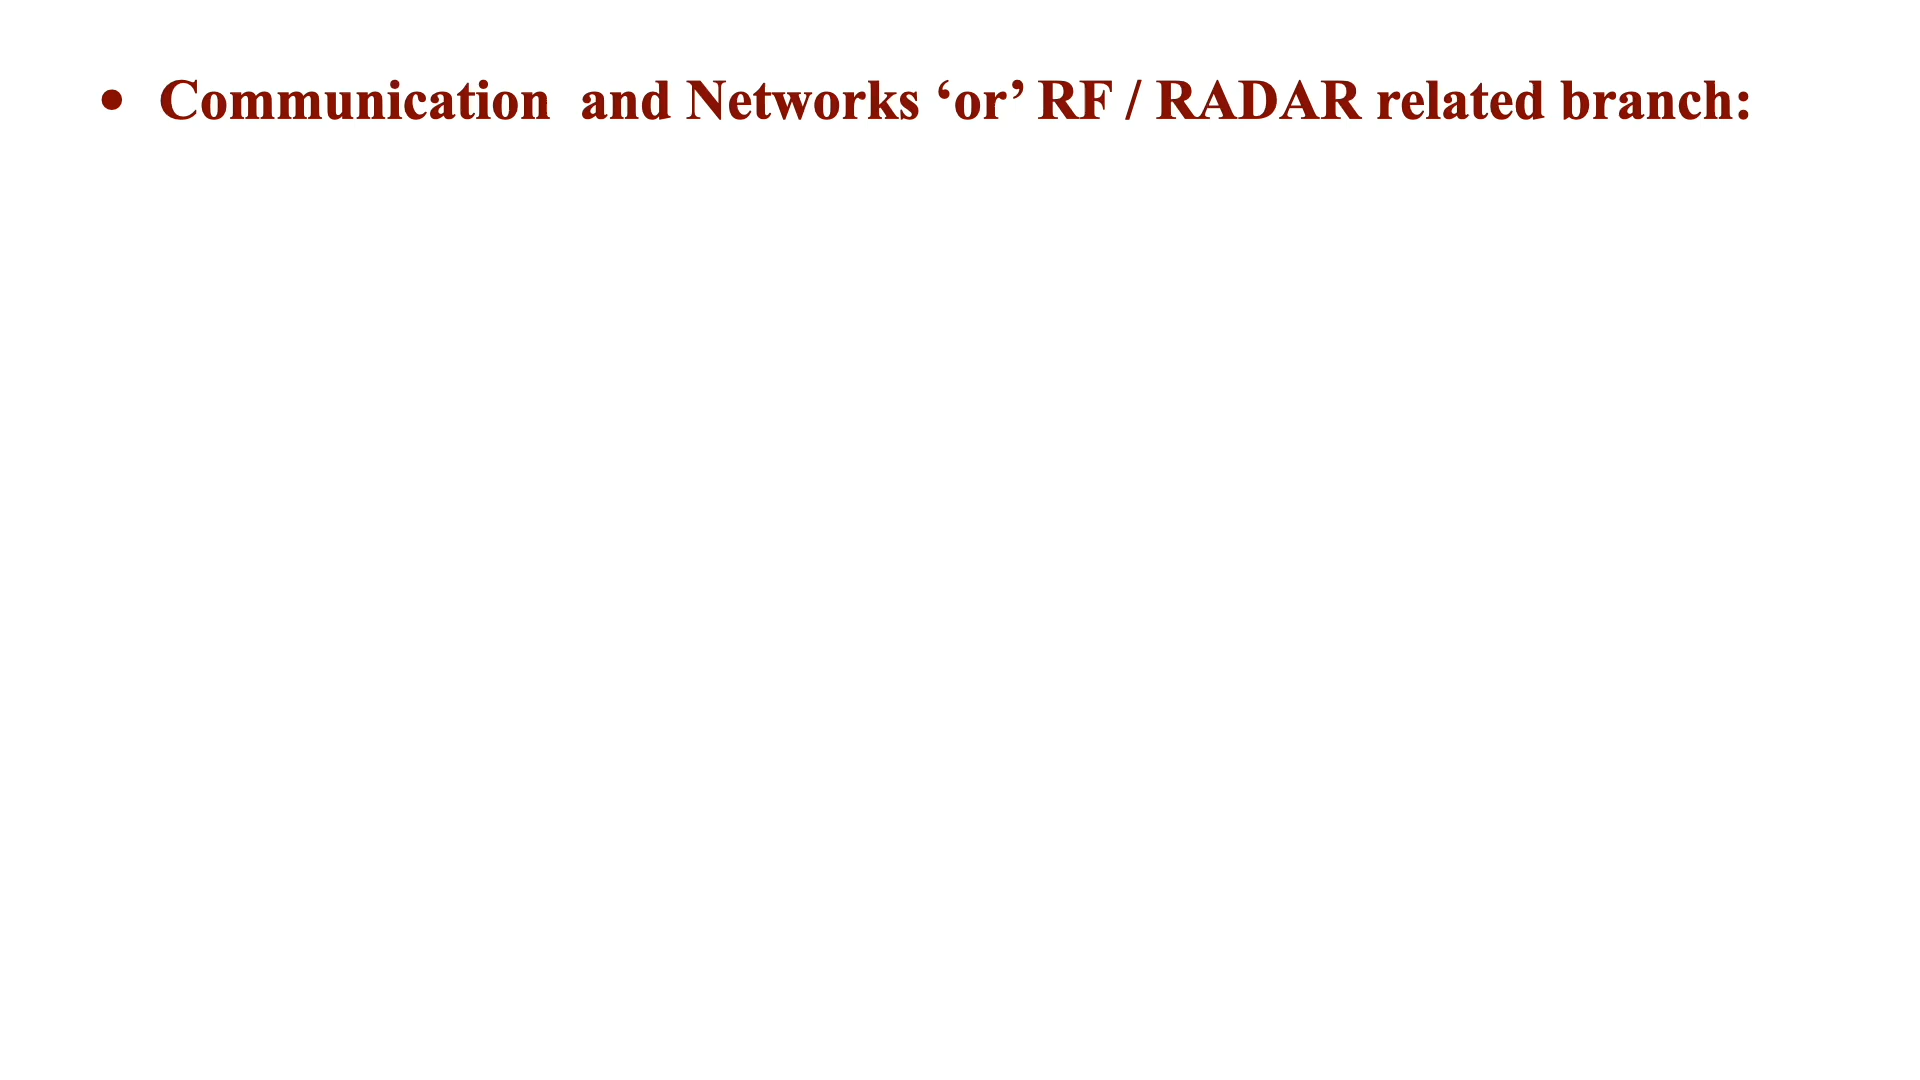 • Communication  and Networks ‘or’ RF / RADAR related branch: